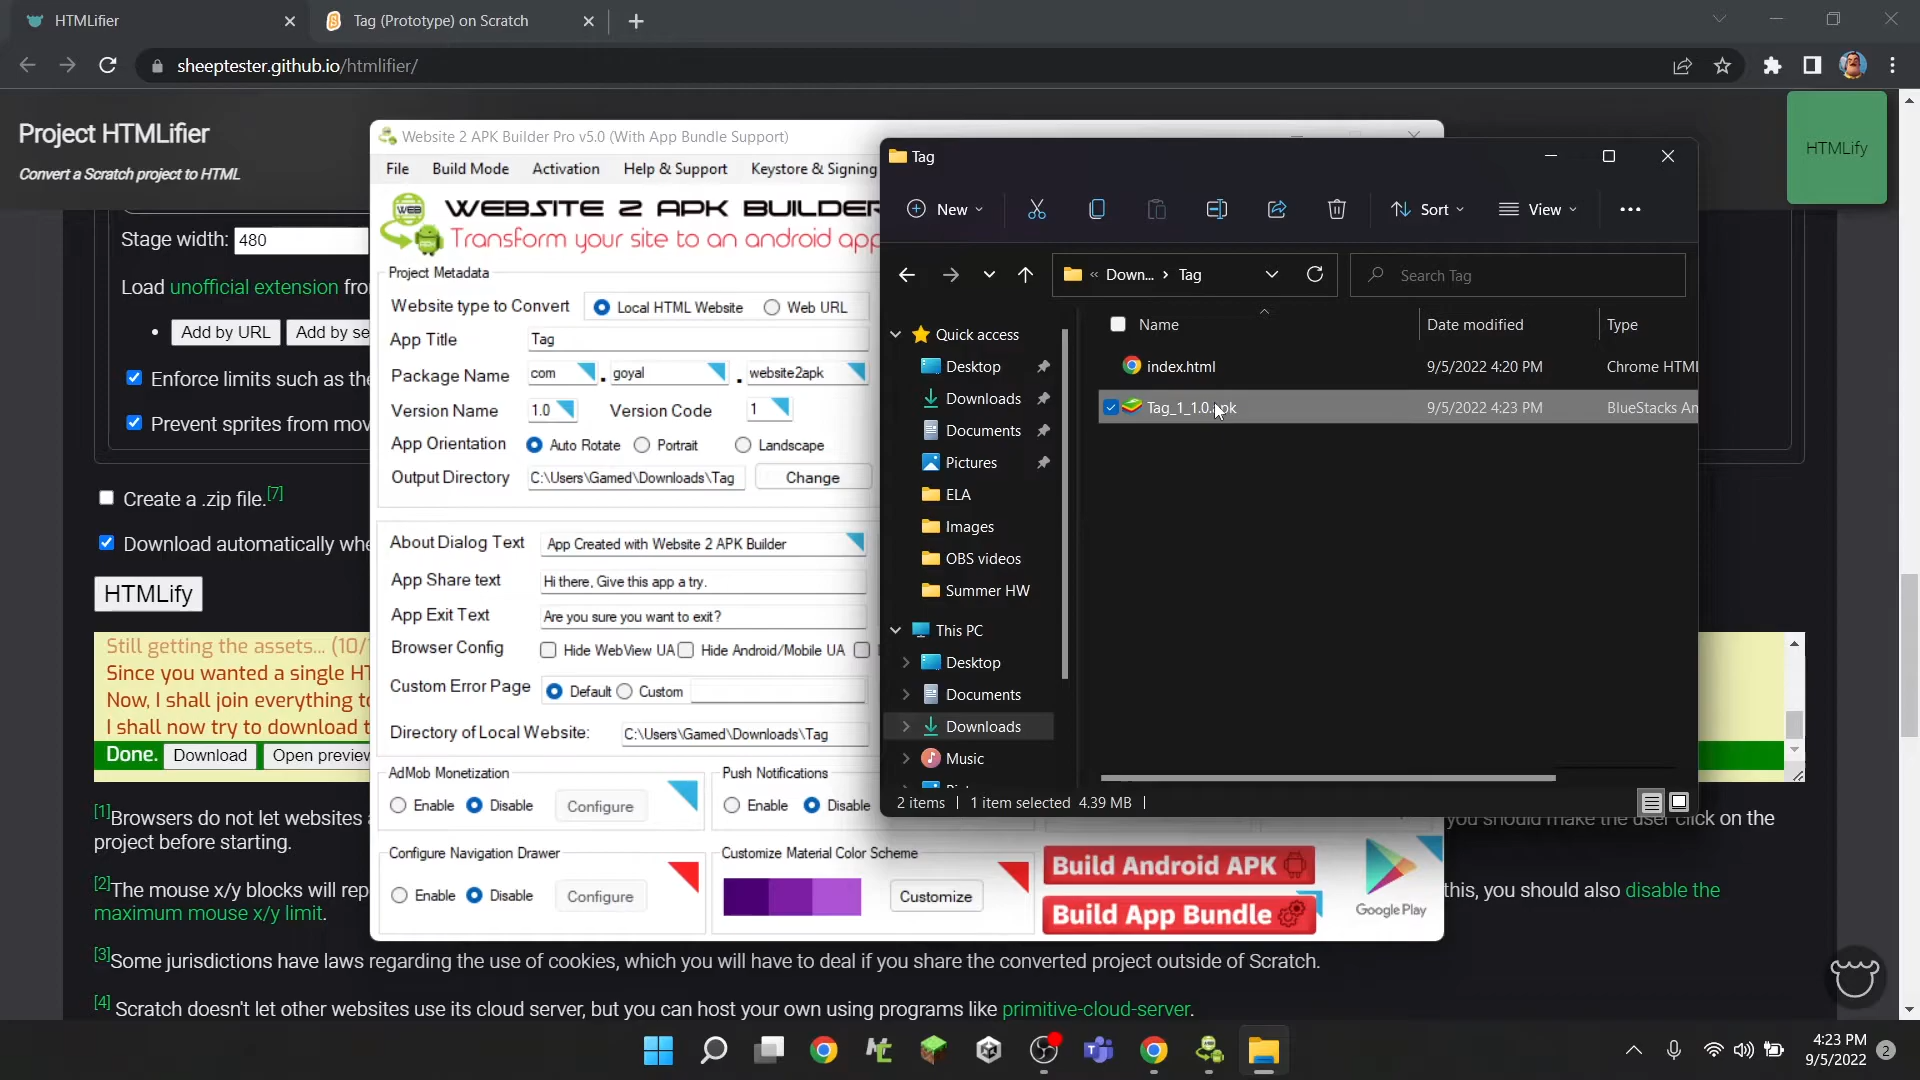 HTMLifier
Tag (Prototype) on Scratch
sheeptester.github.io/htmlifier/
Project HTMLifier
Convert a Scratch project to HTML
HTMLify
Stage width: 480
Load unofficial extension
Add by URL
Add by se
Enforce limits such as the
Prevent sprites from mov
Create a .zip file.[7]
Download automatically whe
HTMLify
Still getting the assets... (10/
Since you wanted a single HT
Now, I shall join everything to
I shall now try to download t
Done. Download Open preview
[1]Browsers do not let websites
you should make the user click on the
project before starting.
[2]The mouse x/y blocks will rep
this, you should also disable the
maximum mouse x/y limit.
[3]Some jurisdictions have laws regarding the use of cookies, which you will have to deal if you share the converted project outside of Scratch.
[4] Scratch doesn't let other websites use its cloud server, but you can host your own using programs like primitive-cloud-server.
Website 2 APK Builder Pro v5.0 (With App Bundle Support)
File Build Mode Activation Help & Support Keystore & Signing
WEB
WEBSITE 2 APK BUILDER
Transform your site to an android app
Project Metadata
Website type to Convert Local HTML Website Web URL
App Title Tag
Package Name com . goyal . website2apk
Version Name 1.0 Version Code 1
App Orientation Auto Rotate Portrait Landscape
Output Directory C:\Users\Gamed\Downloads\Tag Change
About Dialog Text App Created with Website 2 APK Builder
App Share text Hi there, Give this app a try.
App Exit Text Are you sure you want to exit?
Browser Config Hide WebView UA Hide Android/Mobile UA
Custom Error Page Default Custom
Directory of Local Website: C:\Users\Gamed\Downloads\Tag
AdMob Monetization
Enable Disable Configure
Push Notifications
Enable Disable
Configure Navigation Drawer
Enable Disable Configure
Customize Material Color Scheme
Customize
Build Android APK
Build App Bundle
Google Play
Tag
New Sort View
« Down... › Tag
Search Tag
Quick access
Desktop
Downloads
Documents
Pictures
ELA
Images
OBS videos
Summer HW
This PC
Desktop
Documents
Downloads
Music
Name Date modified Type
index.html 9/5/2022 4:20 PM Chrome HTML
Tag_1_1.0.apk 9/5/2022 4:23 PM BlueStacks An
2 items 1 item selected 4.39 MB
4:23 PM
9/5/2022
2